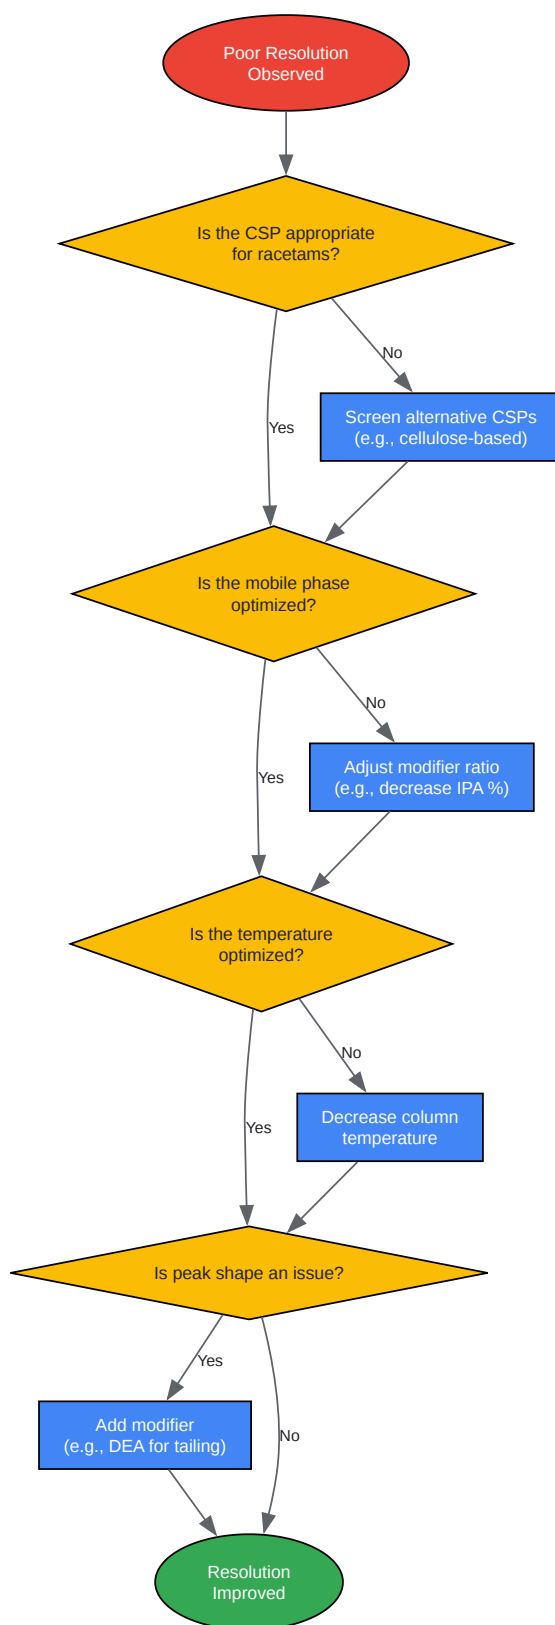 Poor Resolution
Observed
Is the CSP appropriate
for racetams?
No
Yes
Screen alternative CSPs
(e.g., cellulose-based)
Is the mobile phase
optimized?
No
Yes
Adjust modifier ratio
(e.g., decrease IPA %)
Is the temperature
optimized?
No
Yes
Decrease column
temperature
Is peak shape an issue?
Yes
No
Add modifier
(e.g., DEA for tailing)
Resolution
Improved